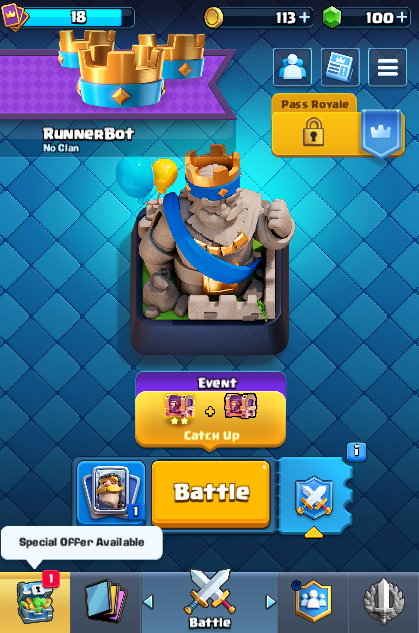 18
113
100
RunnerBot
No Clan
Pass Royale
Event
Catch Up
Battle
i
1
Special Offer Available
1
Battle